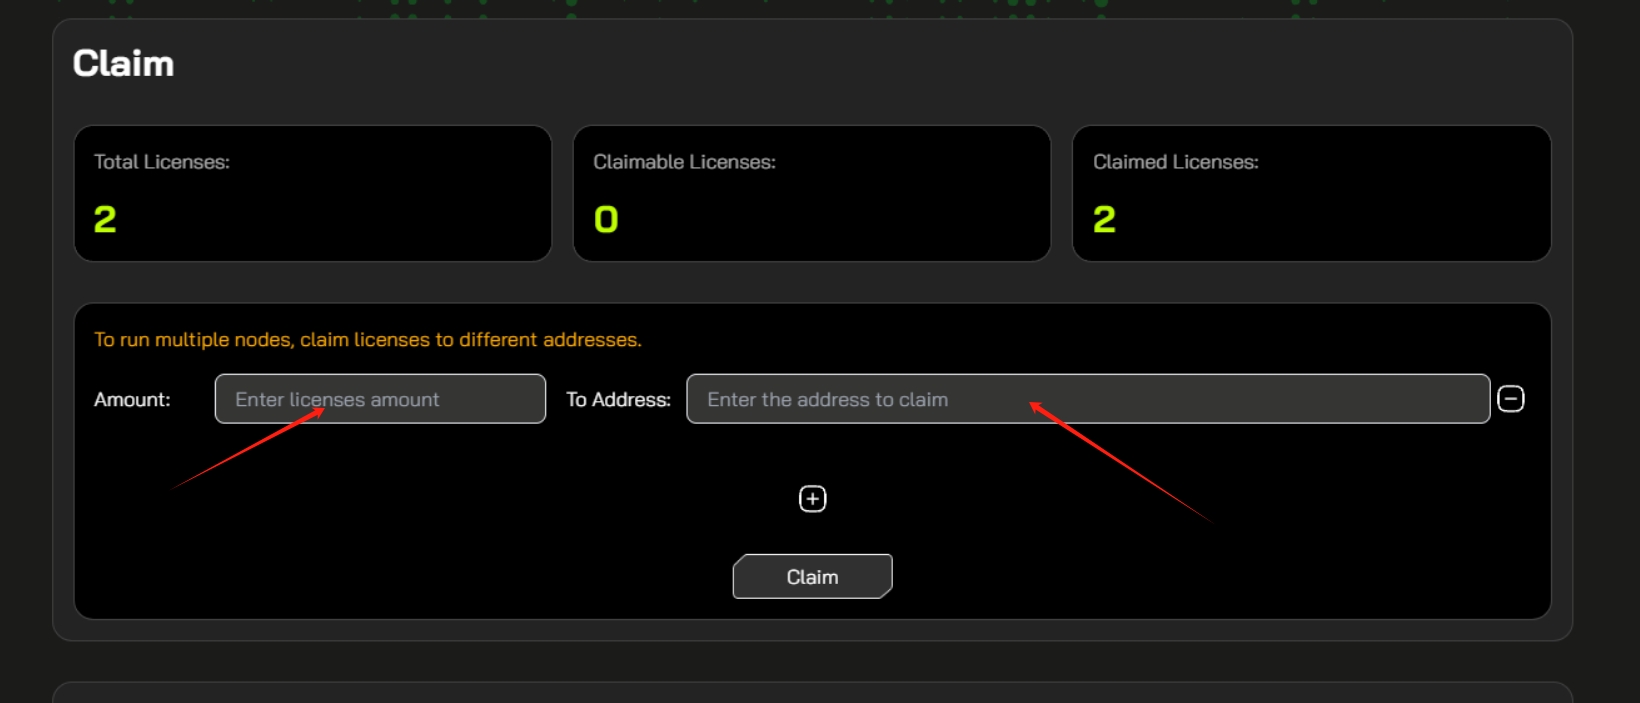 Claim
Total Licenses:
2
Claimable Licenses:
0
Claimed Licenses:
2
To run multiple nodes, claim licenses to different addresses.
Amount: Enter licenses amount To Address: Enter the address to claim
Claim